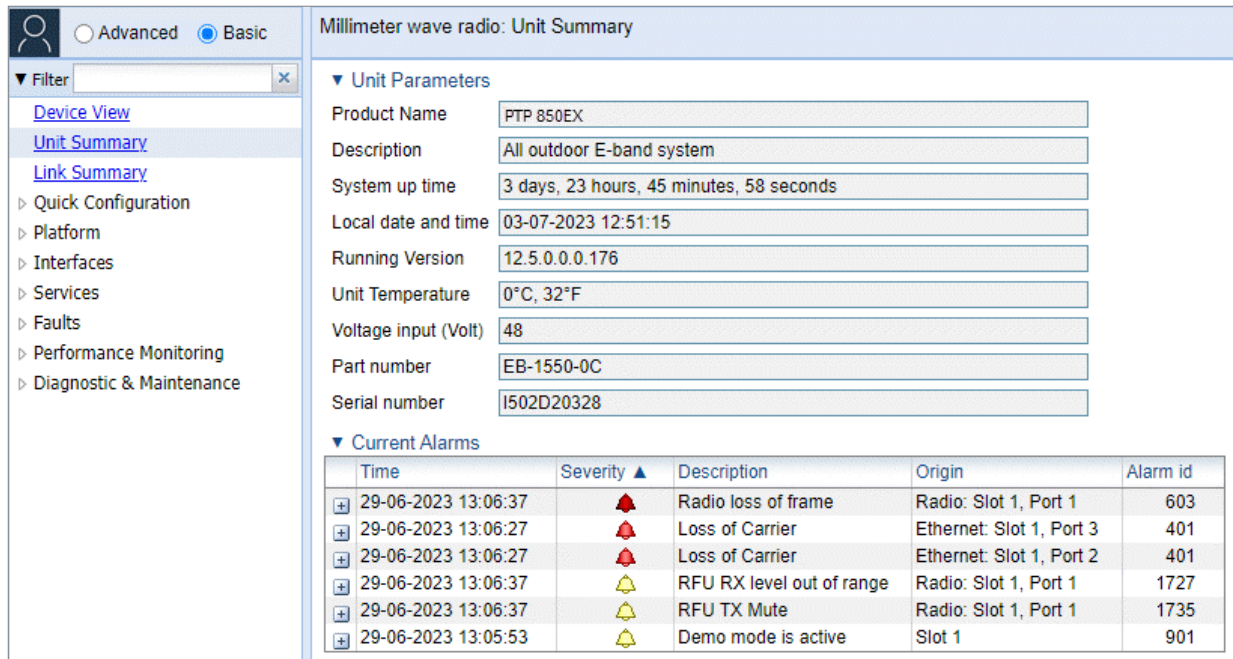 Advanced Basic
Millimeter wave radio: Unit Summary
▼ Filter ×
Device View
Unit Summary
Link Summary
Quick Configuration
Platform
Interfaces
Services
Faults
Performance Monitoring
Diagnostic & Maintenance
▼ Unit Parameters
Product Name PTP 850EX
Description All outdoor E-band system
System up time 3 days, 23 hours, 45 minutes, 58 seconds
Local date and time 03-07-2023 12:51:15
Running Version 12.5.0.0.0.176
Unit Temperature 0°C, 32°F
Voltage input (Volt) 48
Part number EB-1550-0C
Serial number I502D20328
▼ Current Alarms
Time Severity ▲ Description Origin Alarm id
29-06-2023 13:06:37 Radio loss of frame Radio: Slot 1, Port 1 603
29-06-2023 13:06:27 Loss of Carrier Ethernet: Slot 1, Port 3 401
29-06-2023 13:06:27 Loss of Carrier Ethernet: Slot 1, Port 2 401
29-06-2023 13:06:37 RFU RX level out of range Radio: Slot 1, Port 1 1727
29-06-2023 13:06:37 RFU TX Mute Radio: Slot 1, Port 1 1735
29-06-2023 13:05:53 Demo mode is active Slot 1 901